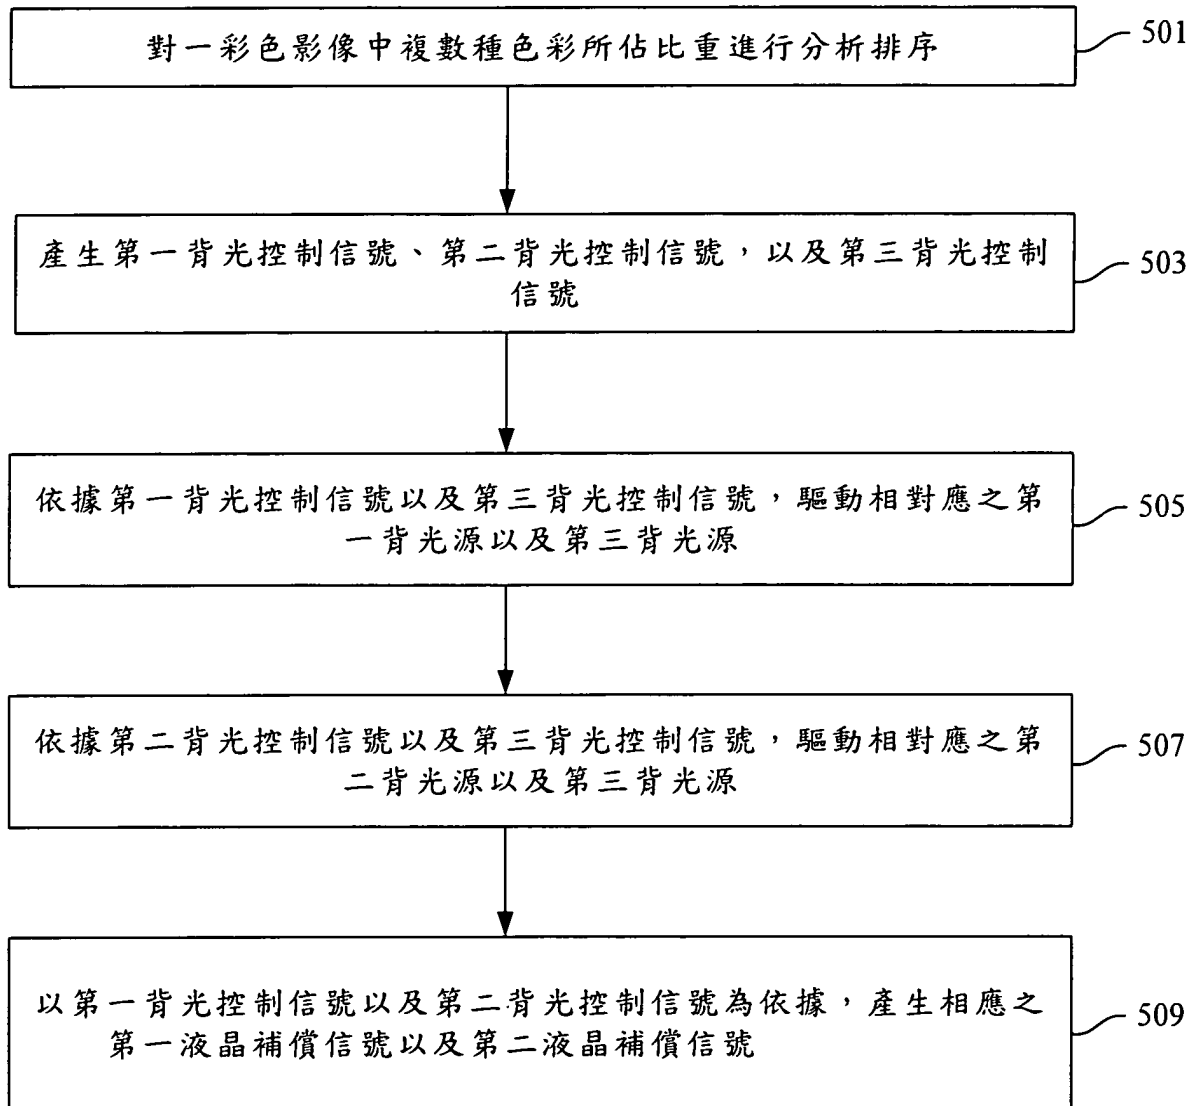 對一彩色影像中複數種色彩所佔比重進行分析排序
501
產生第一背光控制信號、第二背光控制信號，以及第三背光控制
信號
503
依據第一背光控制信號以及第三背光控制信號，驅動相對應之第
一背光源以及第三背光源
505
依據第二背光控制信號以及第三背光控制信號，驅動相對應之第
二背光源以及第三背光源
507
以第一背光控制信號以及第二背光控制信號為依據，產生相應之
第一液晶補償信號以及第二液晶補償信號
509